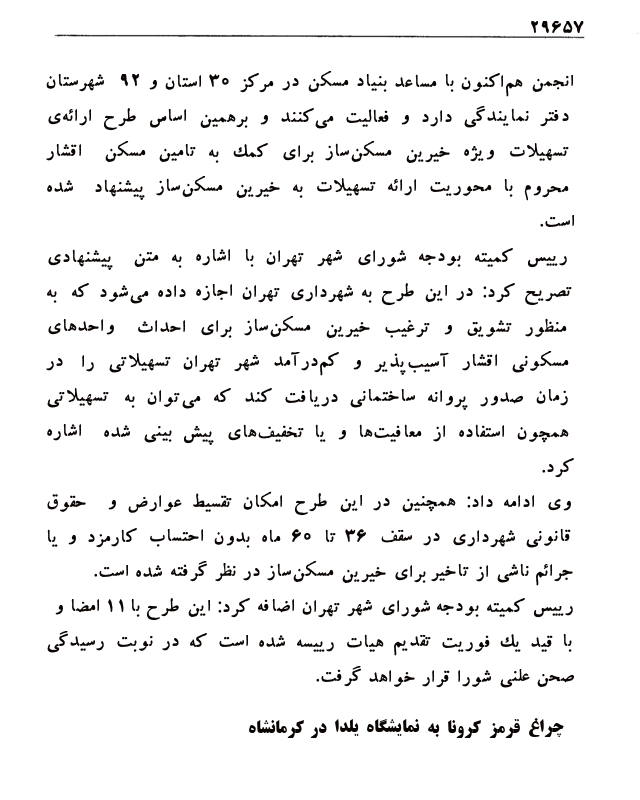 ۲۹۶۵۷
انجمن هم‌اکنون با مساعد بنیاد مسکن در مرکز ۳۰ استان و ۹۲ شهرستان
دفتر نمایندگی دارد و فعالیت می‌کنند و برهمین اساس طرح ارائه‌ی
تسهیلات ویژه خیرین مسکن‌ساز برای کمك به تامین مسکن اقشار
محروم با محوریت ارائه تسهیلات به خیرین مسکن‌ساز پیشنهاد شده
است.
رییس کمیته بودجه شورای شهر تهران با اشاره به متن پیشنهادی
تصریح کرد: در این طرح به شهرداری تهران اجازه داده می‌شود که به
منظور تشویق و ترغیب خیرین مسکن‌ساز برای احداث واحدهای
مسکونی اقشار آسیب‌پذیر و کم‌درآمد شهر تهران تسهیلاتی را در
زمان صدور پروانه ساختمانی دریافت کند که می‌توان به تسهیلاتی
همچون استفاده از معافیت‌ها و یا تخفیف‌های پیش بینی شده اشاره
کرد.
وی ادامه داد: همچنین در این طرح امکان تقسیط عوارض و حقوق
قانونی شهرداری در سقف ۳۶ تا ۶۰ ماه بدون احتساب کارمزد و یا
جرائم ناشی از تاخیر برای خیرین مسکن‌ساز در نظر گرفته شده است.
رییس کمیته بودجه شورای شهر تهران اضافه کرد: این طرح با ۱۱ امضا و
با قید یك فوریت تقدیم هیات رییسه شده است که در نوبت رسیدگی
صحن علنی شورا قرار خواهد گرفت.
چراغ قرمز کرونا به نمایشگاه یلدا در کرمانشاه